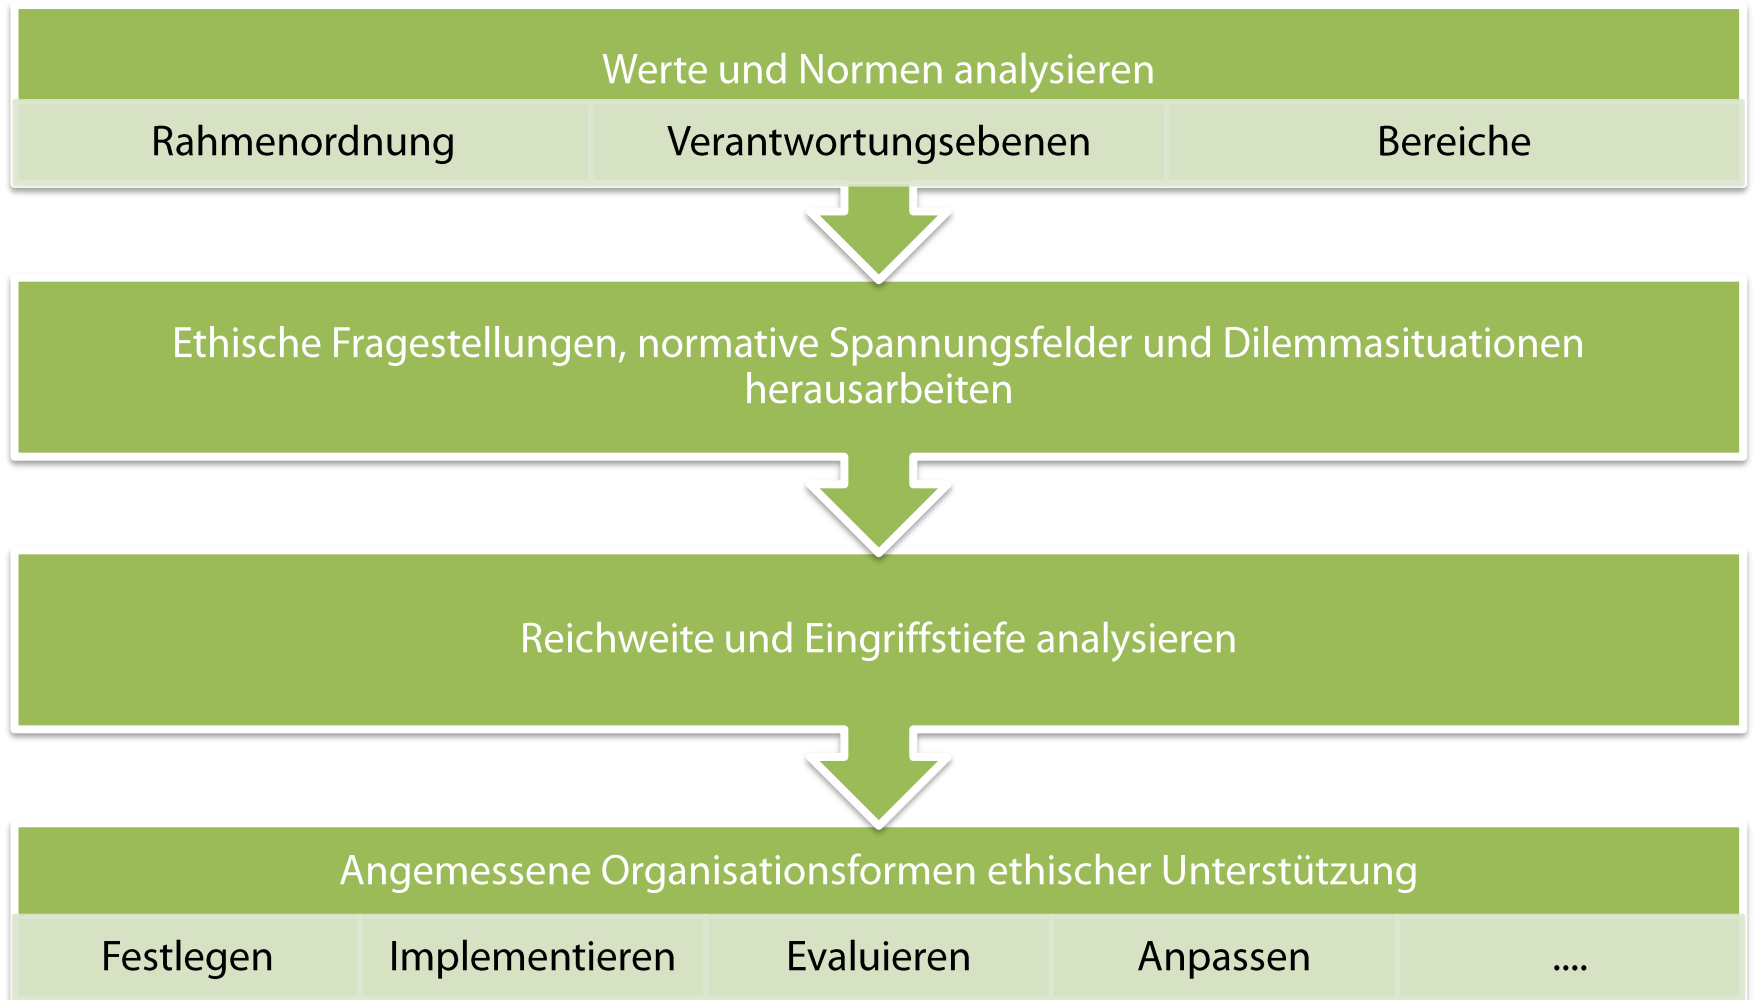 Werte und Normen analysieren
Rahmenordnung Verantwortungsebenen Bereiche
Ethische Fragestellungen, normative Spannungsfelder und Dilemmasituationen
herausarbeiten
Reichweite und Eingriffstiefe analysieren
Angemessene Organisationsformen ethischer Unterstützung
Festlegen Implementieren Evaluieren Anpassen ....